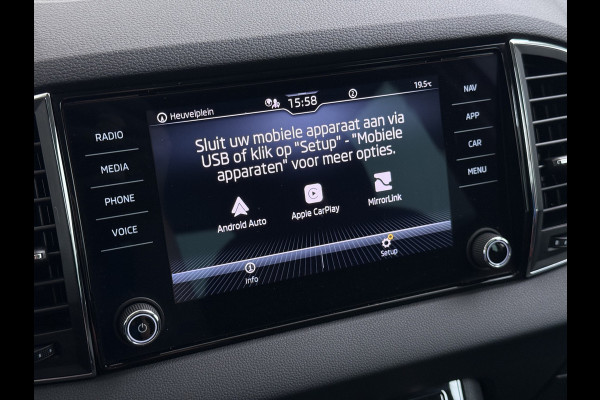 Heuvelplein 15:58 19.5°C
Sluit uw mobiele apparaat aan via
USB of klik op "Setup" - "Mobiele
apparaten" voor meer opties.
Android Auto Apple CarPlay MirrorLink
Info Setup
RADIO
MEDIA
PHONE
VOICE
NAV
APP
CAR
MENU